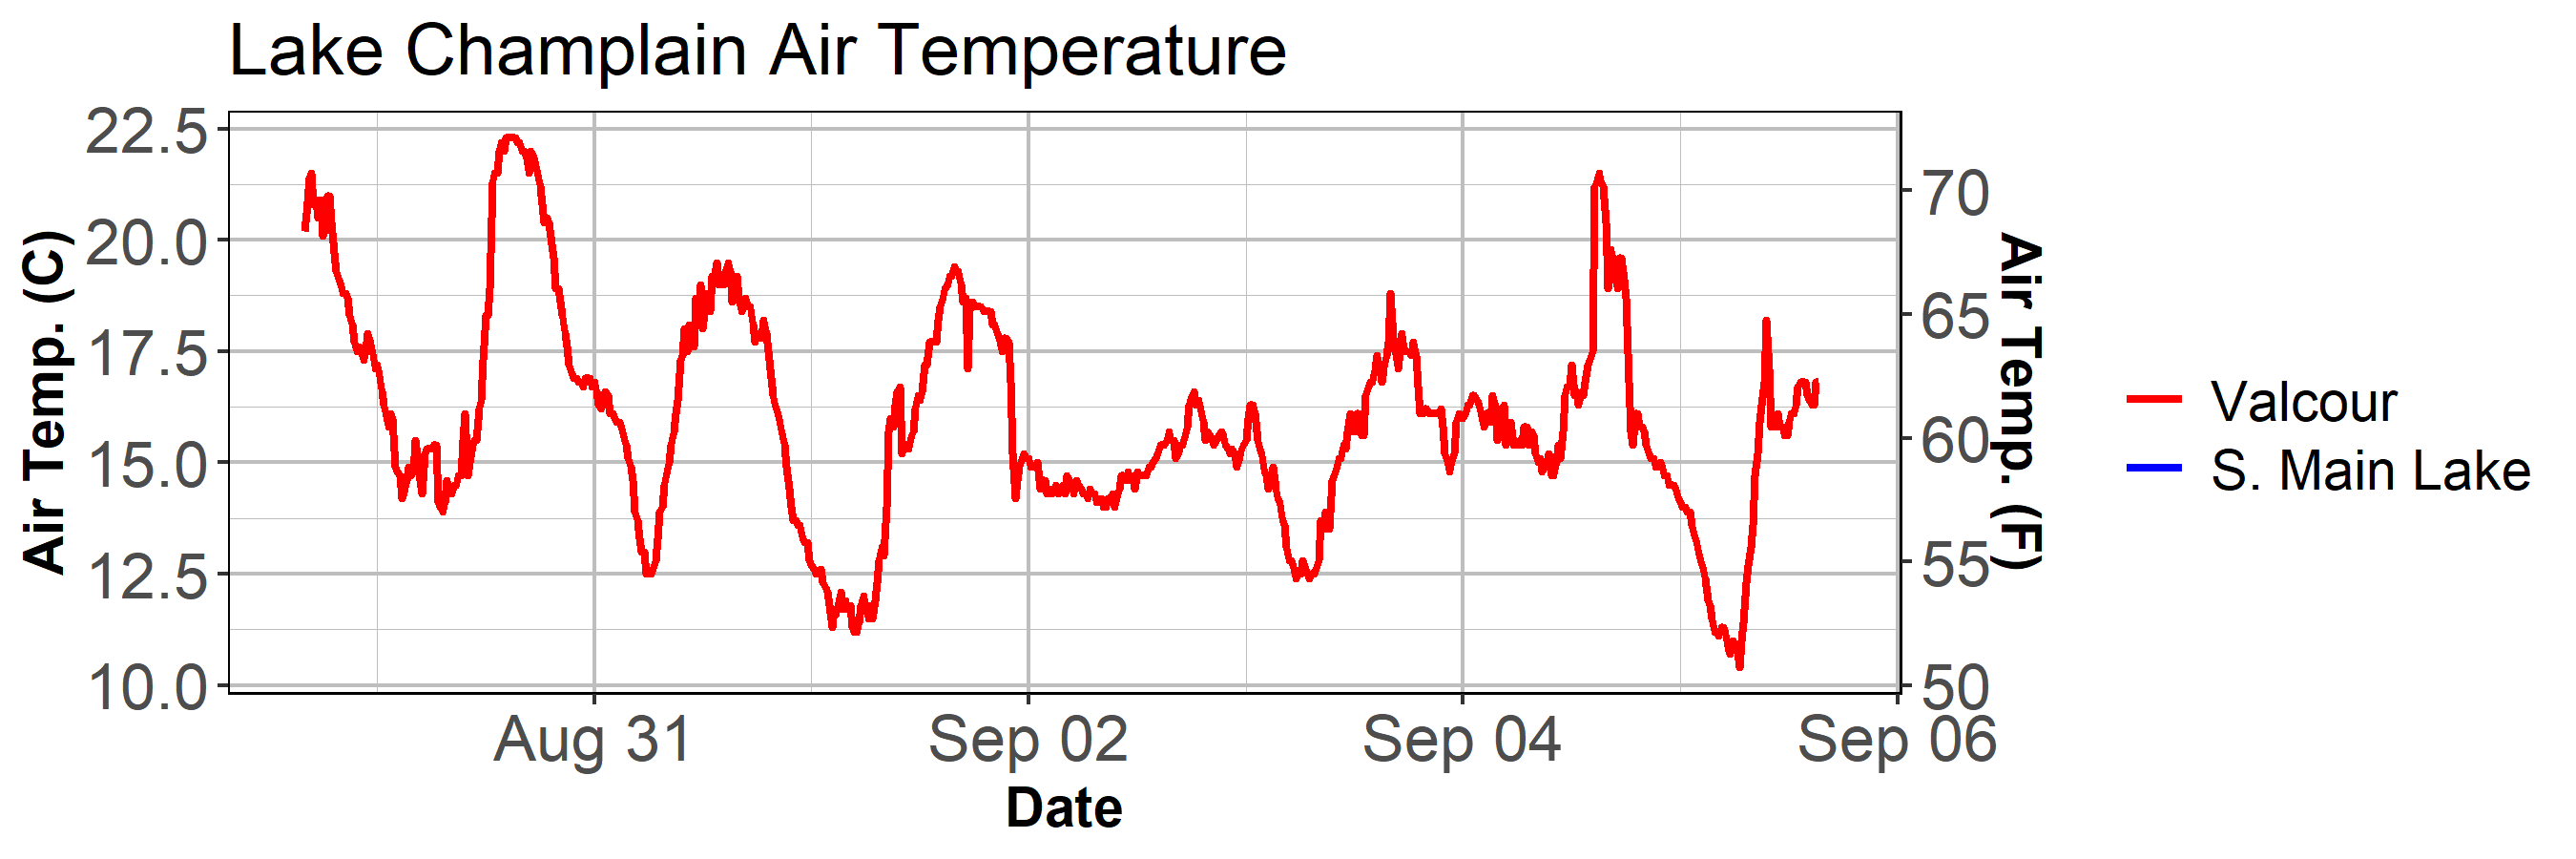 Lake Champlain Air Temperature
Air Temp. (C)
22.5
20.0
17.5
15.0
12.5
10.0
70
65
60
55
50
Air Temp. (F)
Aug 31
Sep 02
Sep 04
Sep 06
Date
Valcour
S. Main Lake